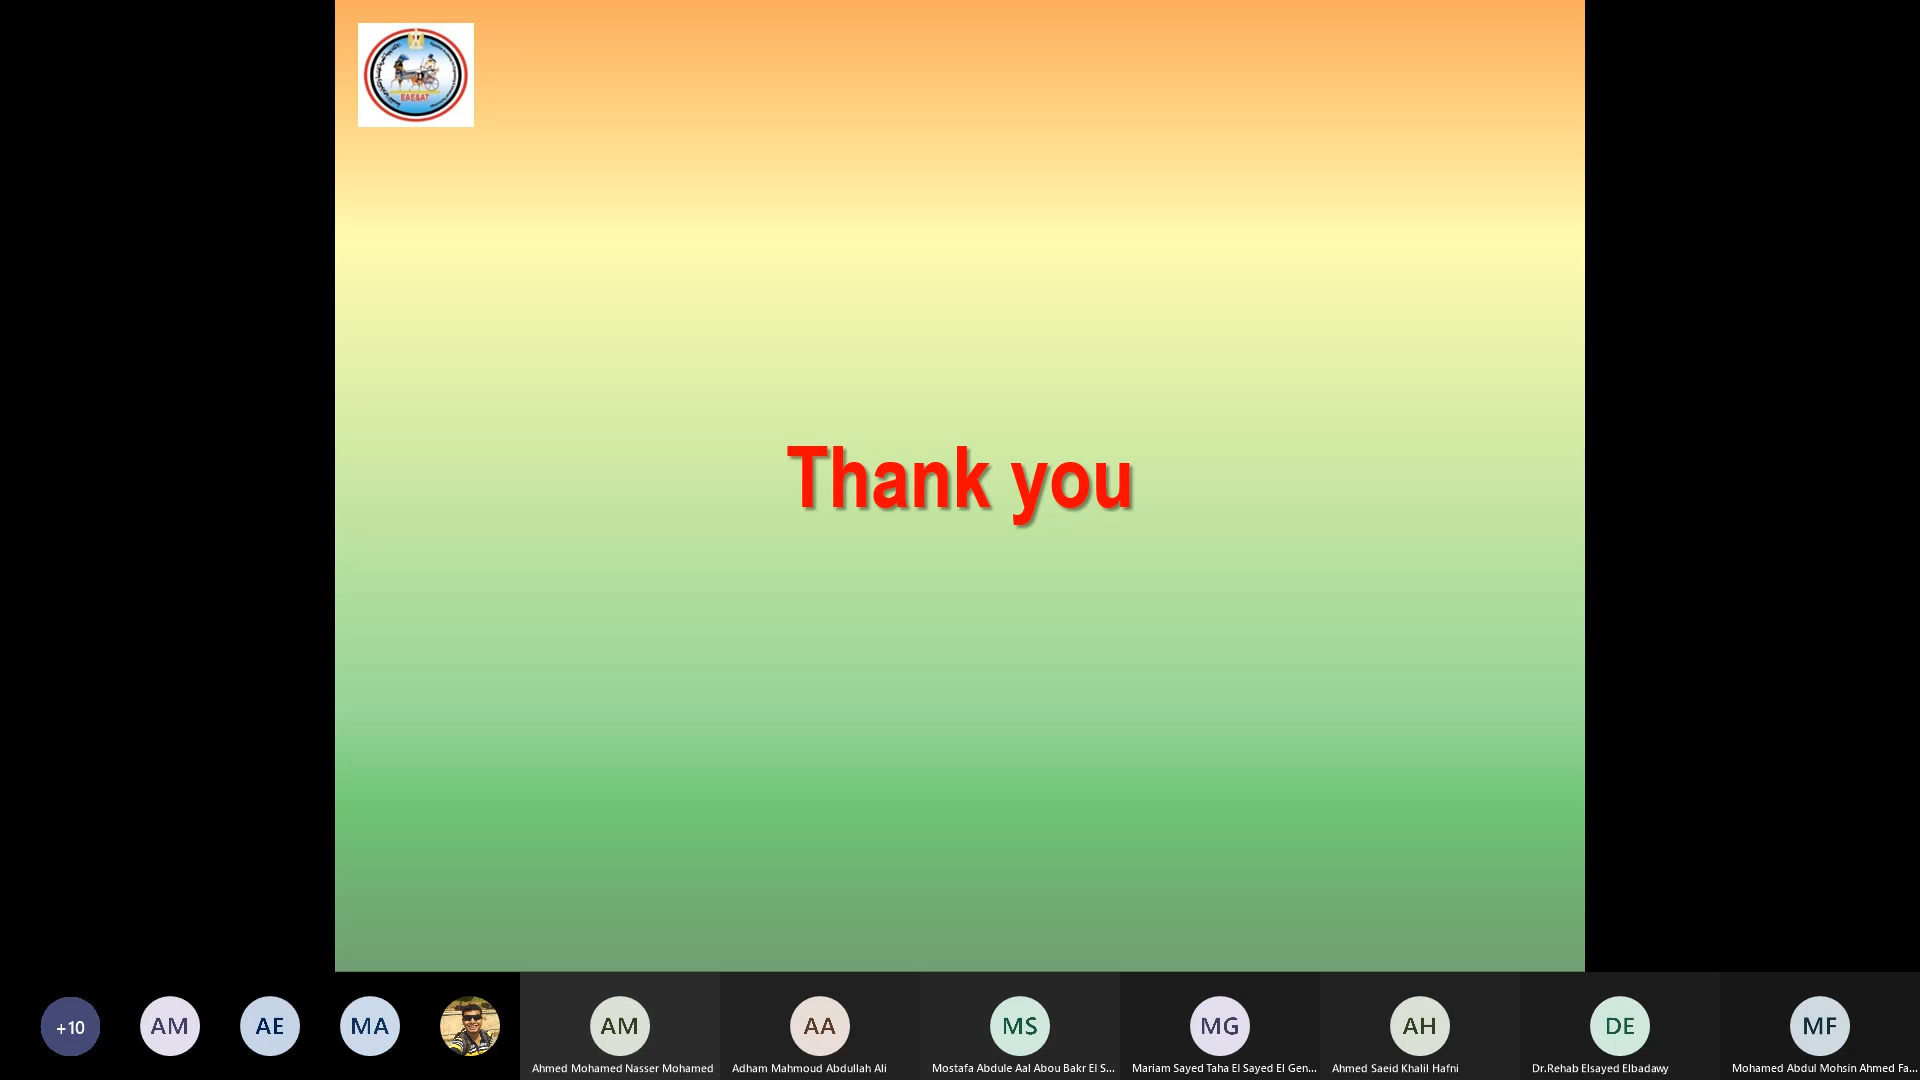 EAE&AT
Thank you
+10
AM
AE
MA
AM
AA
MS
MG
AH
DE
MF
Ahmed Mohamed Nasser Mohamed
Adham Mahmoud Abdullah Ali
Mostafa Abdule Aal Abou Bakr El S...
Mariam Sayed Taha El Sayed El Gen...
Ahmed Saeid Khalil Hafni
Dr.Rehab Elsayed Elbadawy
Mohamed Abdul Mohsin Ahmed Fa...